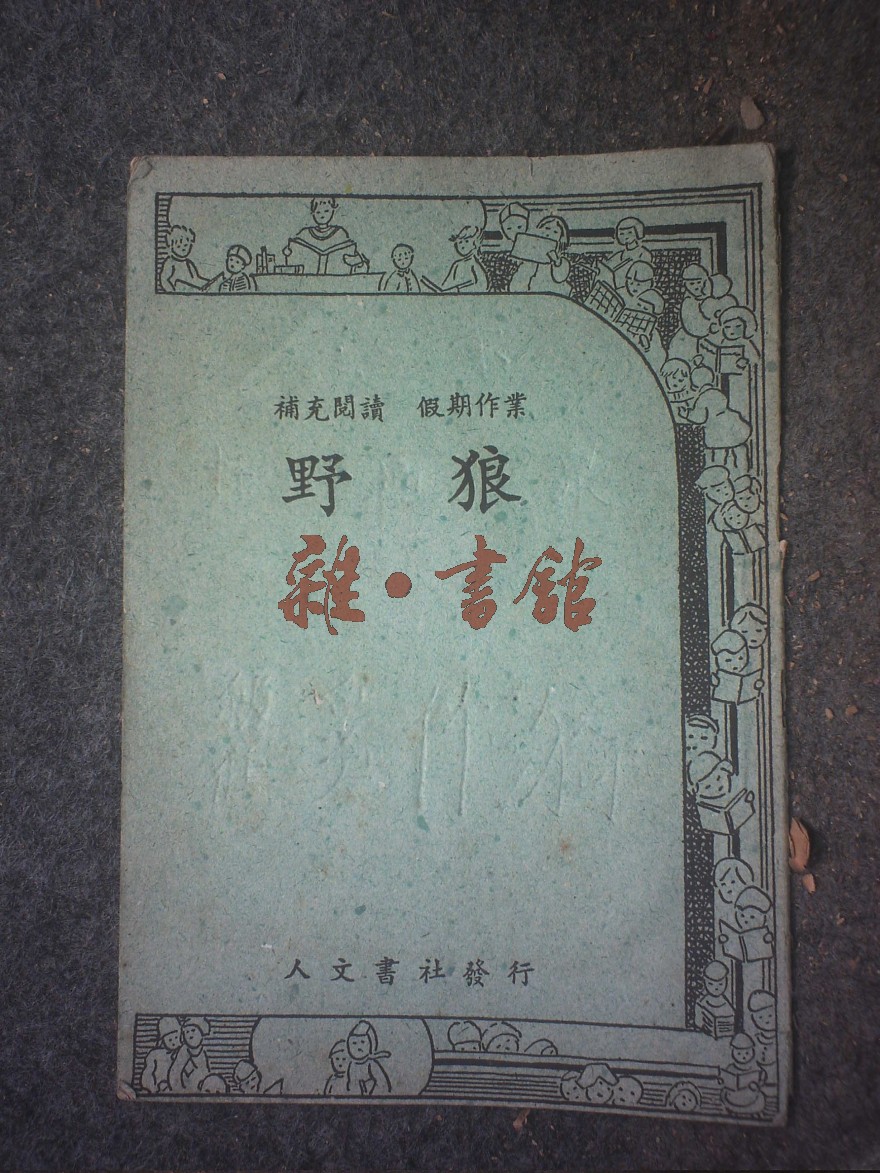 補充閱讀 假期作業
野狼
雜·書館
人文書社發行